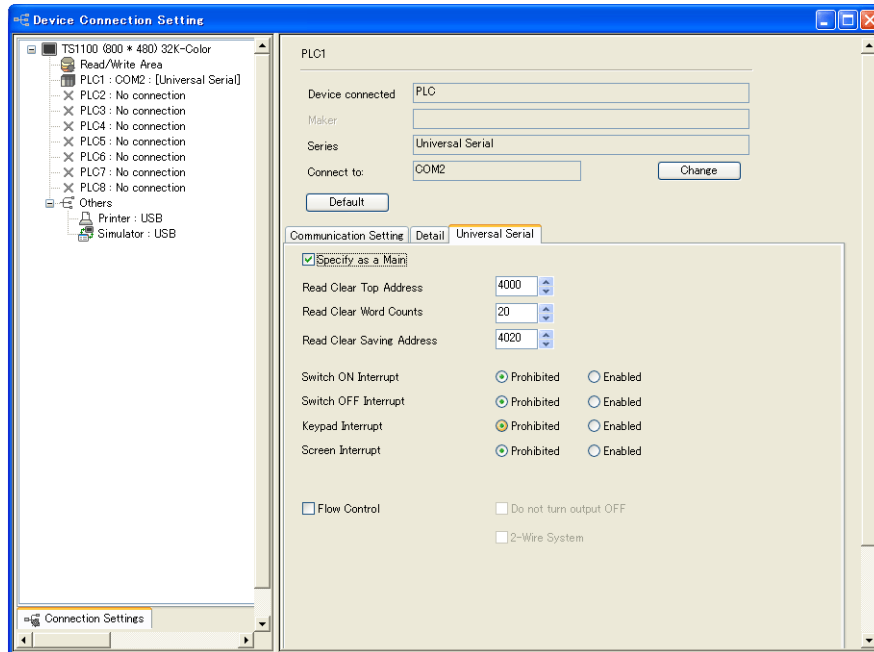 Device Connection Setting
TS1100 (800 * 480) 32K-Color
Read/Write Area
PLC1 : COM2 : [Universal Serial]
PLC2 : No connection
PLC3 : No connection
PLC4 : No connection
PLC5 : No connection
PLC6 : No connection
PLC7 : No connection
PLC8 : No connection
Others
Printer : USB
Simulator : USB
Connection Settings
PLC1
Device connected PLC
Maker
Series Universal Serial
Connect to: COM2 Change
Default
Communication Setting Detail Universal Serial
Specify as a Main
Read Clear Top Address 4000
Read Clear Word Counts 20
Read Clear Saving Address 4020
Switch ON Interrupt Prohibited Enabled
Switch OFF Interrupt Prohibited Enabled
Keypad Interrupt Prohibited Enabled
Screen Interrupt Prohibited Enabled
Flow Control Do not turn output OFF
2-Wire System